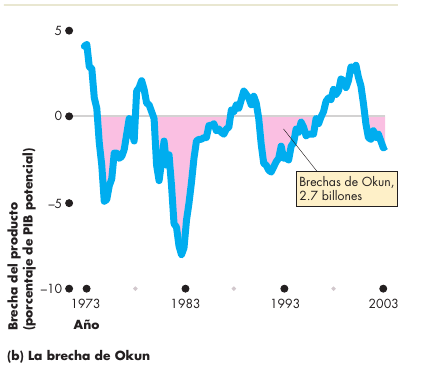 5
0
−5
−10
Brecha del producto
(porcentaje de PIB potencial)
Brechas de Okun,
2.7 billones
1973
1983
1993
2003
Año
(b) La brecha de Okun